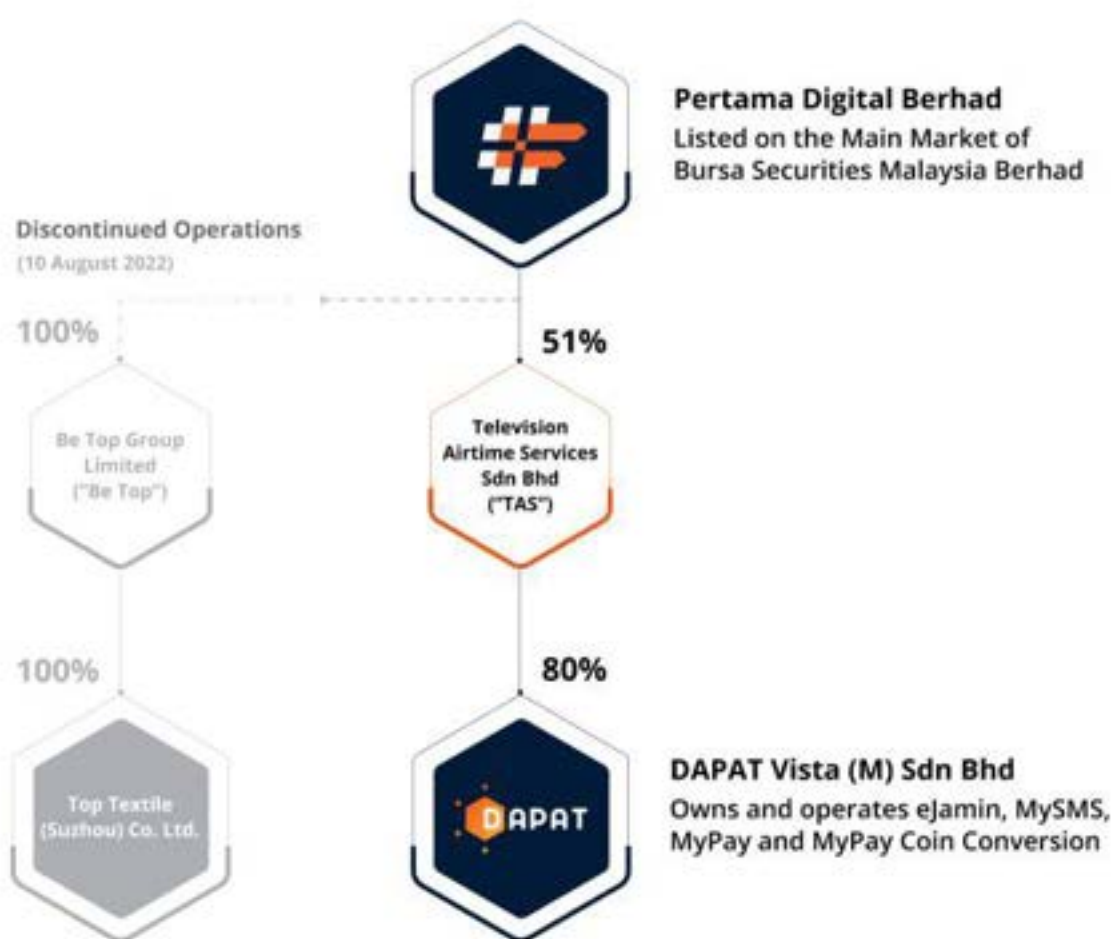 Pertama Digital Berhad
Listed on the Main Market of
Bursa Securities Malaysia Berhad
Discontinued Operations
(10 August 2022)
100%
51%
Be Top Group
Limited
("Be Top")
Television
Airtime Services
Sdn Bhd
("TAS")
100%
80%
Top Textile
(Suzhou) Co. Ltd.
DAPAT
DAPAT Vista (M) Sdn Bhd
Owns and operates eJamin, MySMS,
MyPay and MyPay Coin Conversion